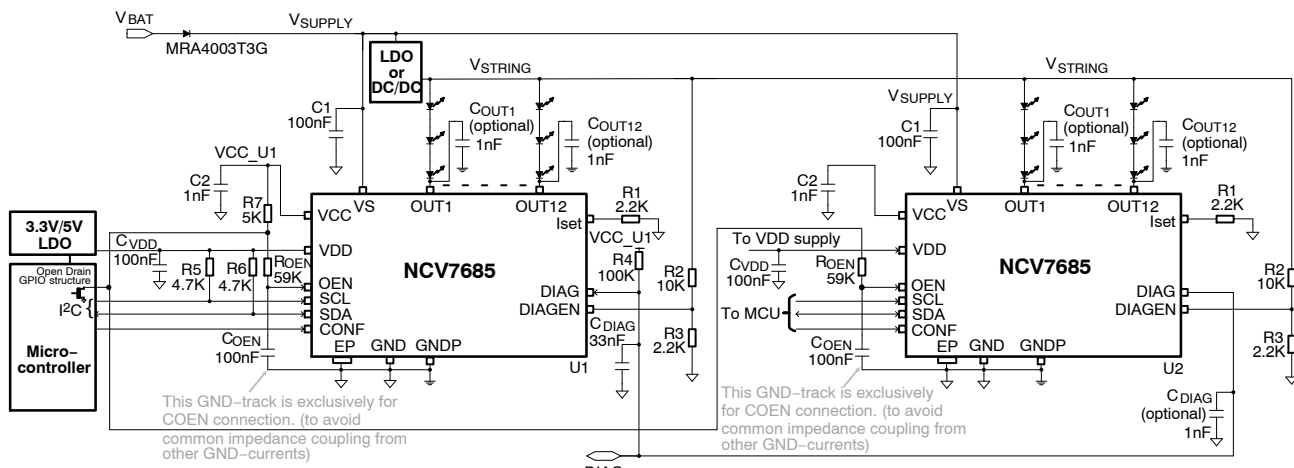 VBAT
MRA4003T3G
VSUPPLY
LDO
or
DC/DC
VSTRING
VSTRING
VSUPPLY
C1
100nF
COUT1
(optional)
1nF
COUT12
(optional)
1nF
C1
100nF
COUT1
(optional)
1nF
COUT12
(optional)
1nF
VCC_U1
C2
1nF
R7
5K
VCC
VS
OUT1
OUT12
Iset
R1
2.2K
C2
1nF
VCC
VS
OUT1
OUT12
Iset
R1
2.2K
3.3V/5V
LDO
CVDD
100nF
R5
4.7K
R6
4.7K
ROEN
59K
VDD
NCV7685
VCC_U1
R4
100K
R2
10K
To VDD supply
CVDD
100nF
ROEN
59K
VDD
NCV7685
R2
10K
Open Drain
GPIO structure
I2C {
Micro–
controller
OEN
SCL
SDA
CONF
DIAG
DIAGEN
To MCU
OEN
SCL
SDA
CONF
DIAG
DIAGEN
COEN
100nF
EP
GND
GNDP
U1
CDIAG
33nF
R3
2.2K
COEN
100nF
EP
GND
GNDP
U2
R3
2.2K
This GND–track is exclusively for
COEN connection. (to avoid
common impedance coupling from
other GND–currents)
This GND–track is exclusively
for COEN connection. (to avoid
common impedance coupling from
other GND–currents)
CDIAG
(optional)
1nF
DIAG